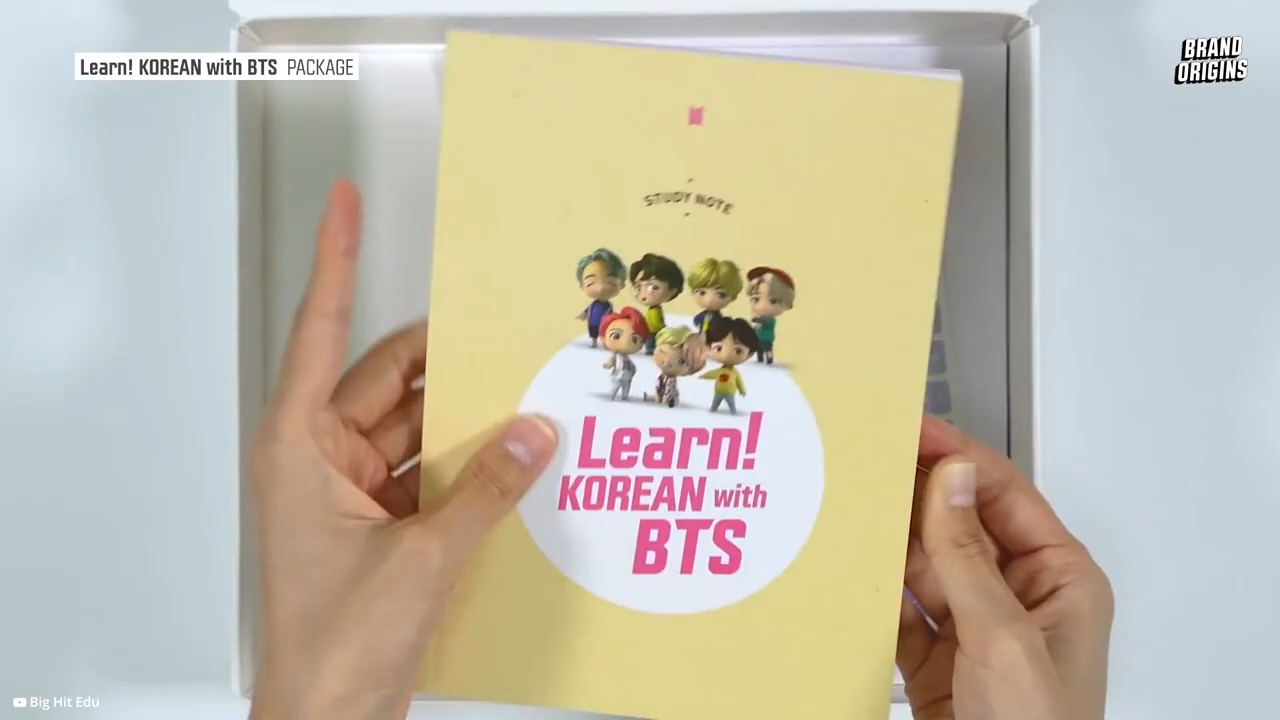 Learn! KOREAN with BTS PACKAGE
BRAND
ORIGINS
STUDY NOTE
Learn!
KOREAN with
BTS
Big Hit Edu